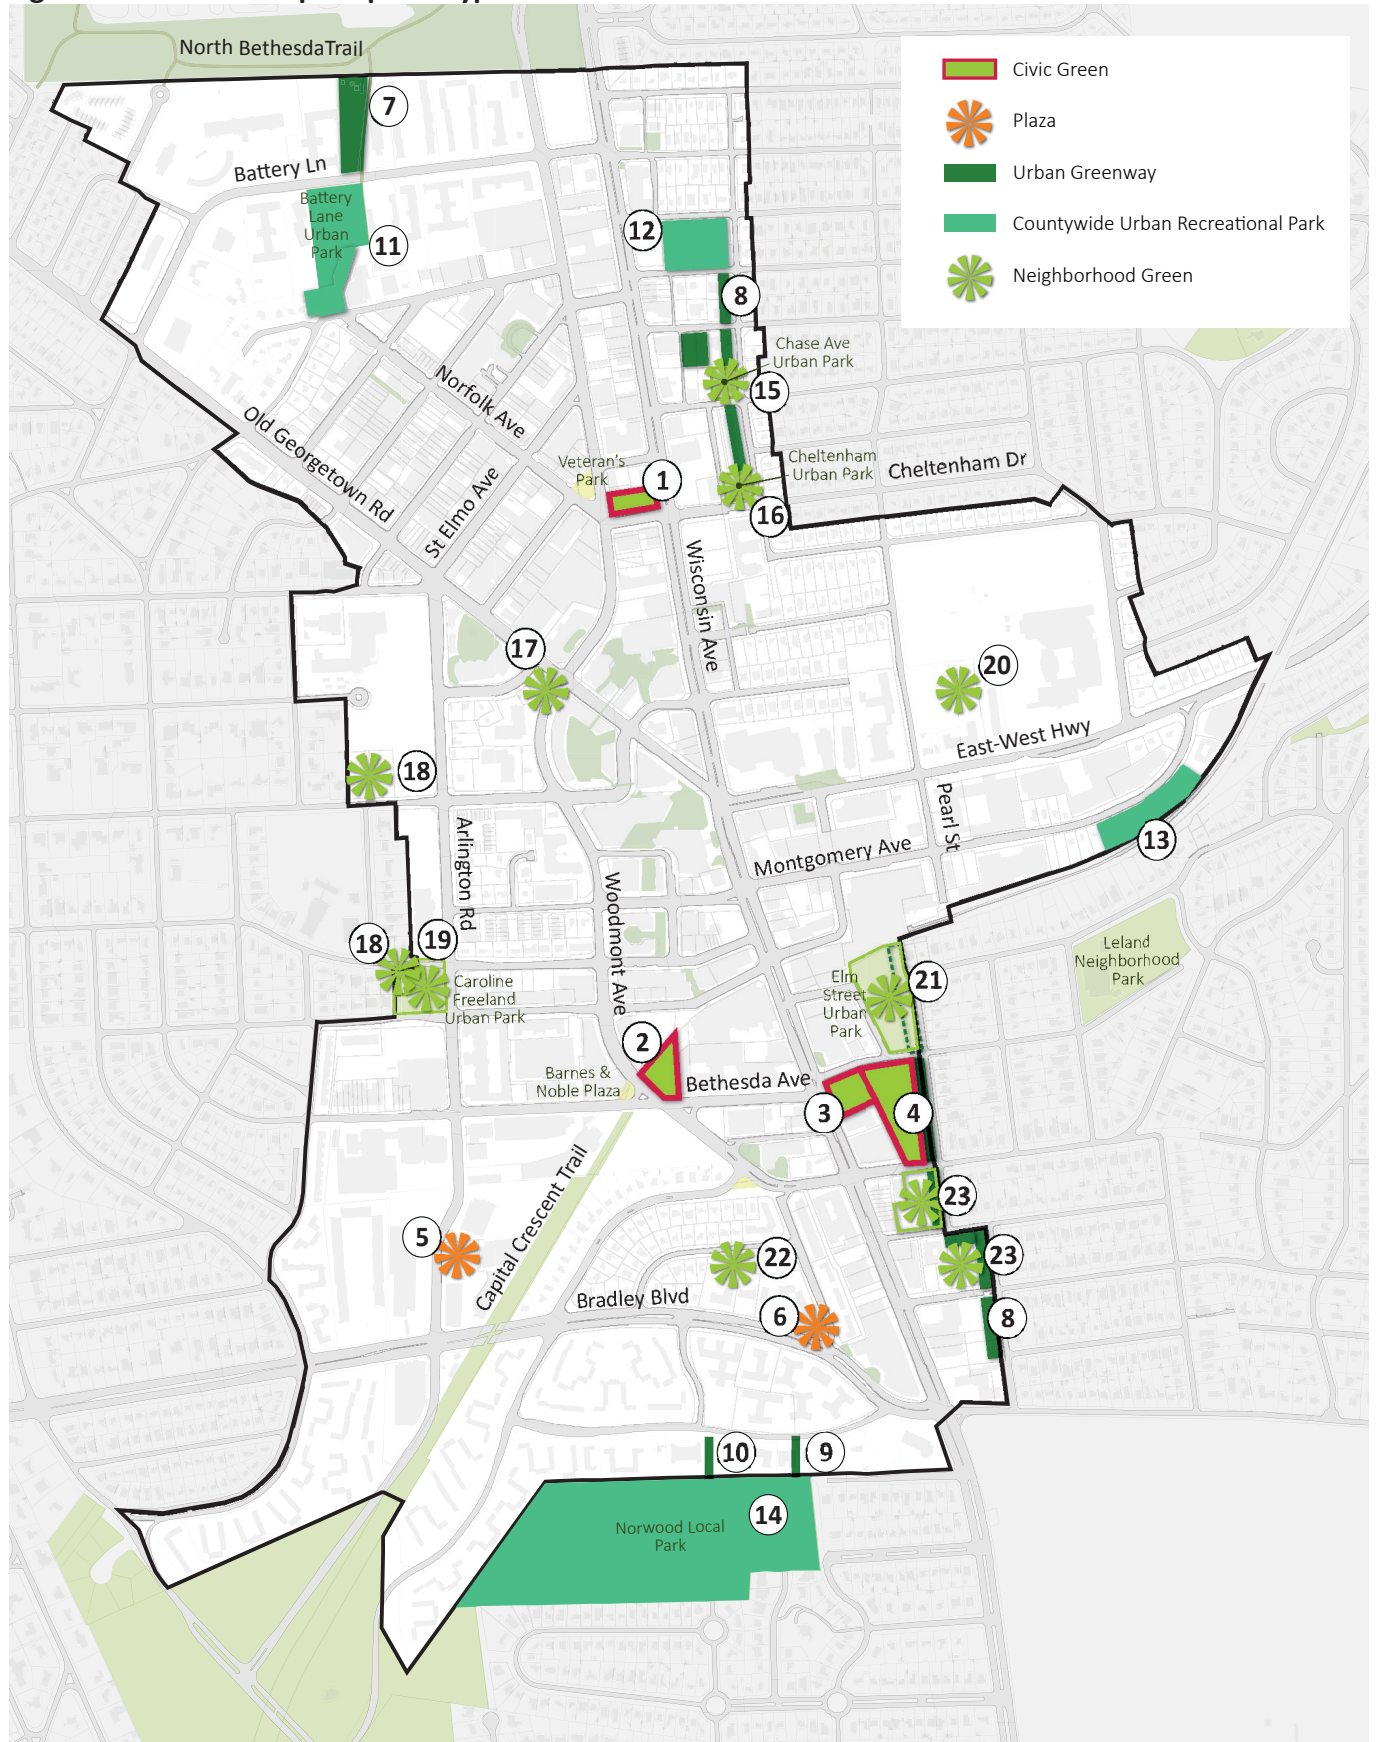 North BethesdaTrail
Civic Green
Plaza
Urban Greenway
Countywide Urban Recreational Park
Neighborhood Green
7
Battery Ln
Battery
Lane
Urban
Park
11
12
8
Chase Ave
Urban Park
15
Norfolk Ave
Old Georgetown Rd
St Elmo Ave
Veteran's
Park
1
Cheltenham
Urban Park
Cheltenham Dr
16
Wisconsin Ave
17
20
East-West Hwy
18
Pearl St
13
Montgomery Ave
Arlington Rd
Woodmont Ave
18
19
Caroline
Freeland
Urban Park
Leland
Neighborhood
Park
Elm
Street
Urban
Park
21
2
Barnes &
Noble Plaza
Bethesda Ave
3
4
Capital Crescent Trail
23
5
22
23
Bradley Blvd
6
8
10
9
14
Norwood Local
Park